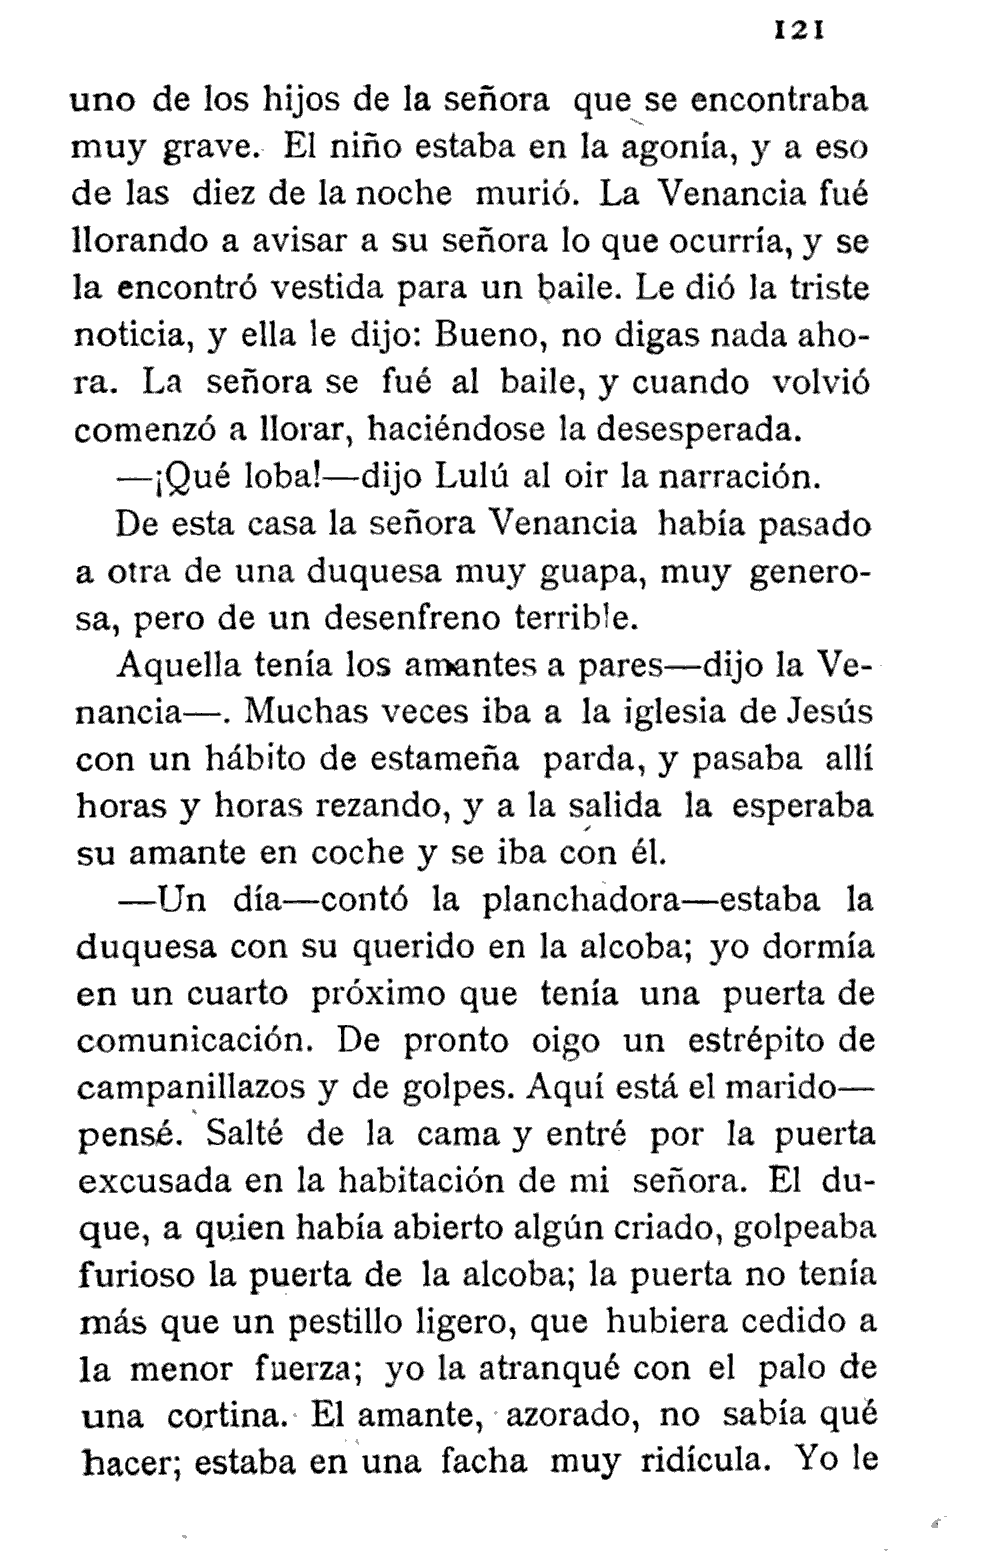 121
uno de los hijos de la señora que se encontraba
muy grave. El niño estaba en la agonía, y a eso
de las diez de la noche murió. La Venancia fué
llorando a avisar a su señora lo que ocurría, y se
la encontró vestida para un baile. Le dió la triste
noticia, y ella le dijo: Bueno, no digas nada aho-
ra. La señora se fué al baile, y cuando volvió
comenzó a llorar, haciéndose la desesperada.
—¡Qué loba!—dijo Lulú al oir la narración.
De esta casa la señora Venancia había pasado
a otra de una duquesa muy guapa, muy genero-
sa, pero de un desenfreno terrible.
Aquella tenía los amantes a pares—dijo la Ve-
nancia—. Muchas veces iba a la iglesia de Jesús
con un hábito de estameña parda, y pasaba allí
horas y horas rezando, y a la salida la esperaba
su amante en coche y se iba con él.
—Un día—contó la planchadora—estaba la
duquesa con su querido en la alcoba; yo dormía
en un cuarto próximo que tenía una puerta de
comunicación. De pronto oigo un estrépito de
campanillazos y de golpes. Aquí está el marido—
pensé. Salté de la cama y entré por la puerta
excusada en la habitación de mi señora. El du-
que, a quien había abierto algún criado, golpeaba
furioso la puerta de la alcoba; la puerta no tenía
más que un pestillo ligero, que hubiera cedido a
la menor fuerza; yo la atranqué con el palo de
una cortina. El amante, azorado, no sabía qué
hacer; estaba en una facha muy ridícula. Yo le